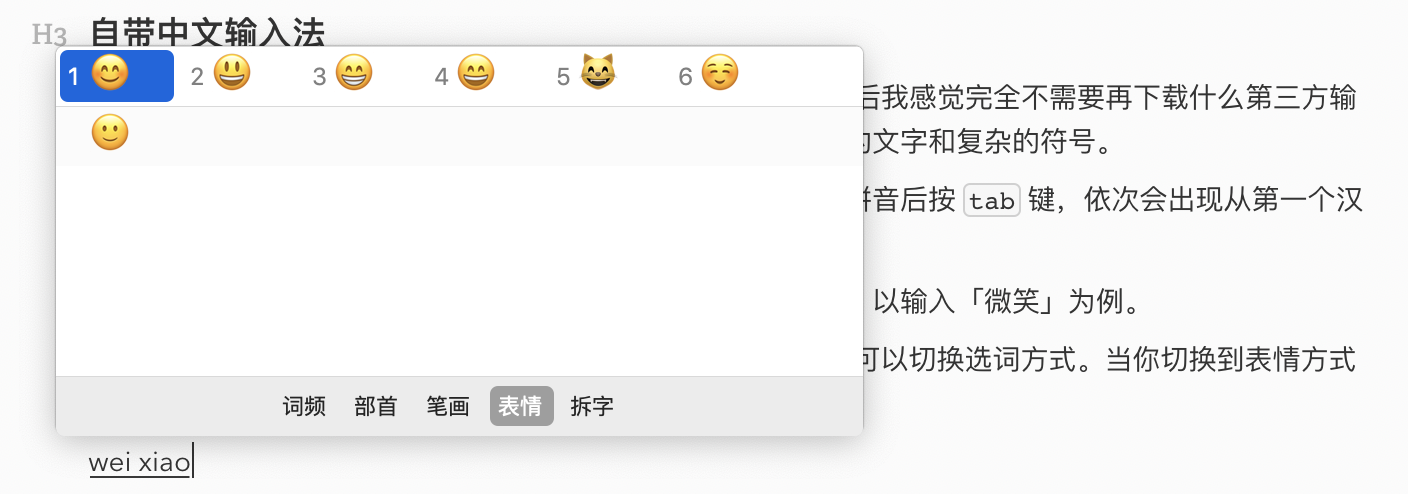 H3 自带中文输入法
1 😊 2 😃 3 😁 4 😄 5 😸 6 ☺️
🙂
后我感觉完全不需要再下载什么第三方输
的文字和复杂的符号。
拼音后按 tab 键，依次会出现从第一个汉
以输入「微笑」为例。
可以切换选词方式。当你切换到表情方式
词频 部首 笔画 表情 拆字
wei xiao